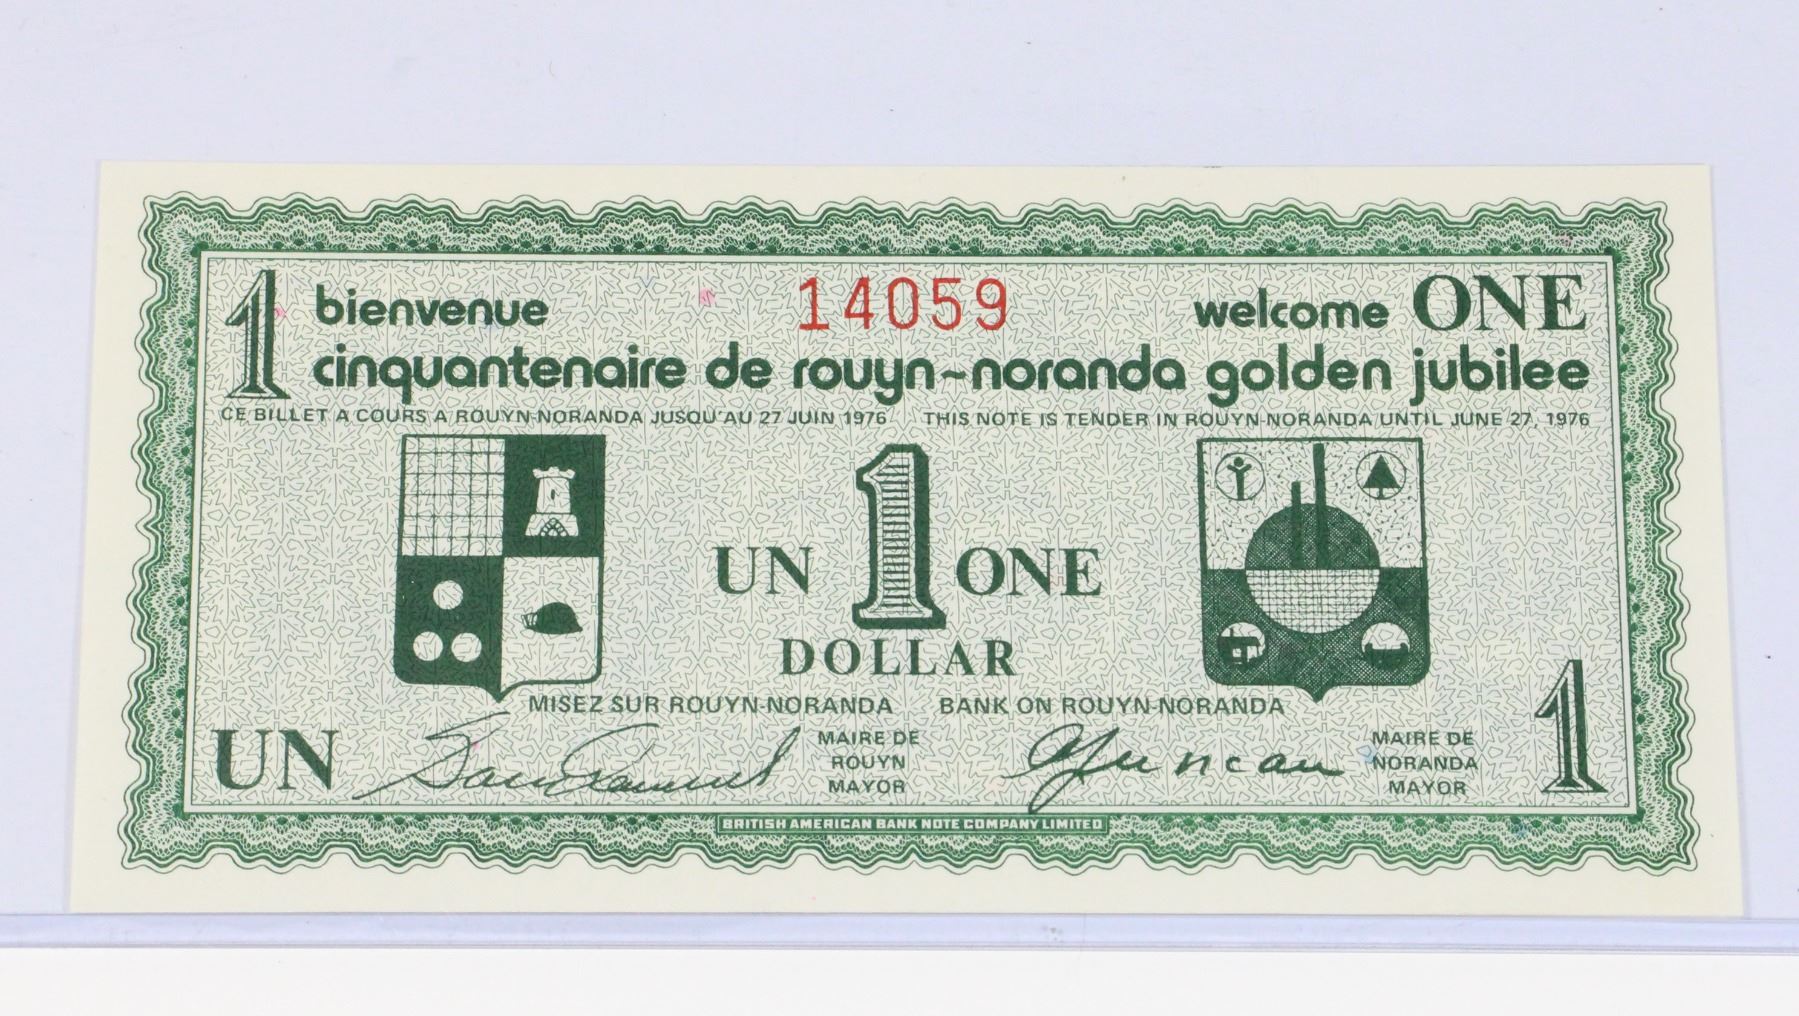 1 bienvenue 14059 welcome ONE
cinquantenaire de rouyn-noranda golden jubilee
CE BILLET A COURS A ROUYN-NORANDA JUSQU'AU 27 JUIN 1976 THIS NOTE IS TENDER IN ROUYN-NORANDA UNTIL JUNE 27, 1976
UN 1 ONE
DOLLAR
MISEZ SUR ROUYN-NORANDA BANK ON ROUYN-NORANDA
UN
MAIRE DE
ROUYN
MAYOR
MAIRE DE
NORANDA
MAYOR
1
BRITISH AMERICAN BANK NOTE COMPANY LIMITED